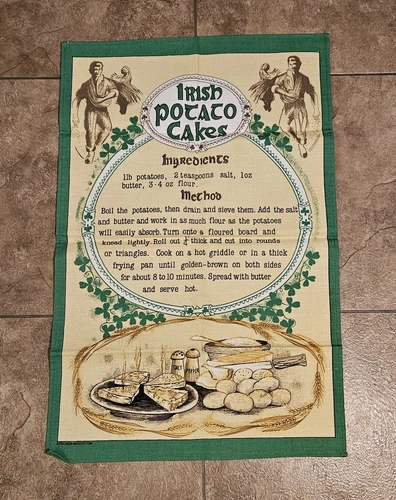 IRISH
POTATO
CAKES
Ingredients
1lb potatoes, 2 teaspoons salt, 1oz
butter, 3-4 oz flour.
Method
Boil the potatoes, then drain and sieve them. Add the salt
and butter and work in as much flour as the potatoes
will easily absorb. Turn onto a floured board and
knead lightly. Roll out ¼ thick and cut into rounds
or triangles. Cook on a hot griddle or in a thick
frying pan until golden-brown on both sides
for about 8 to 10 minutes. Spread with butter
and serve hot.